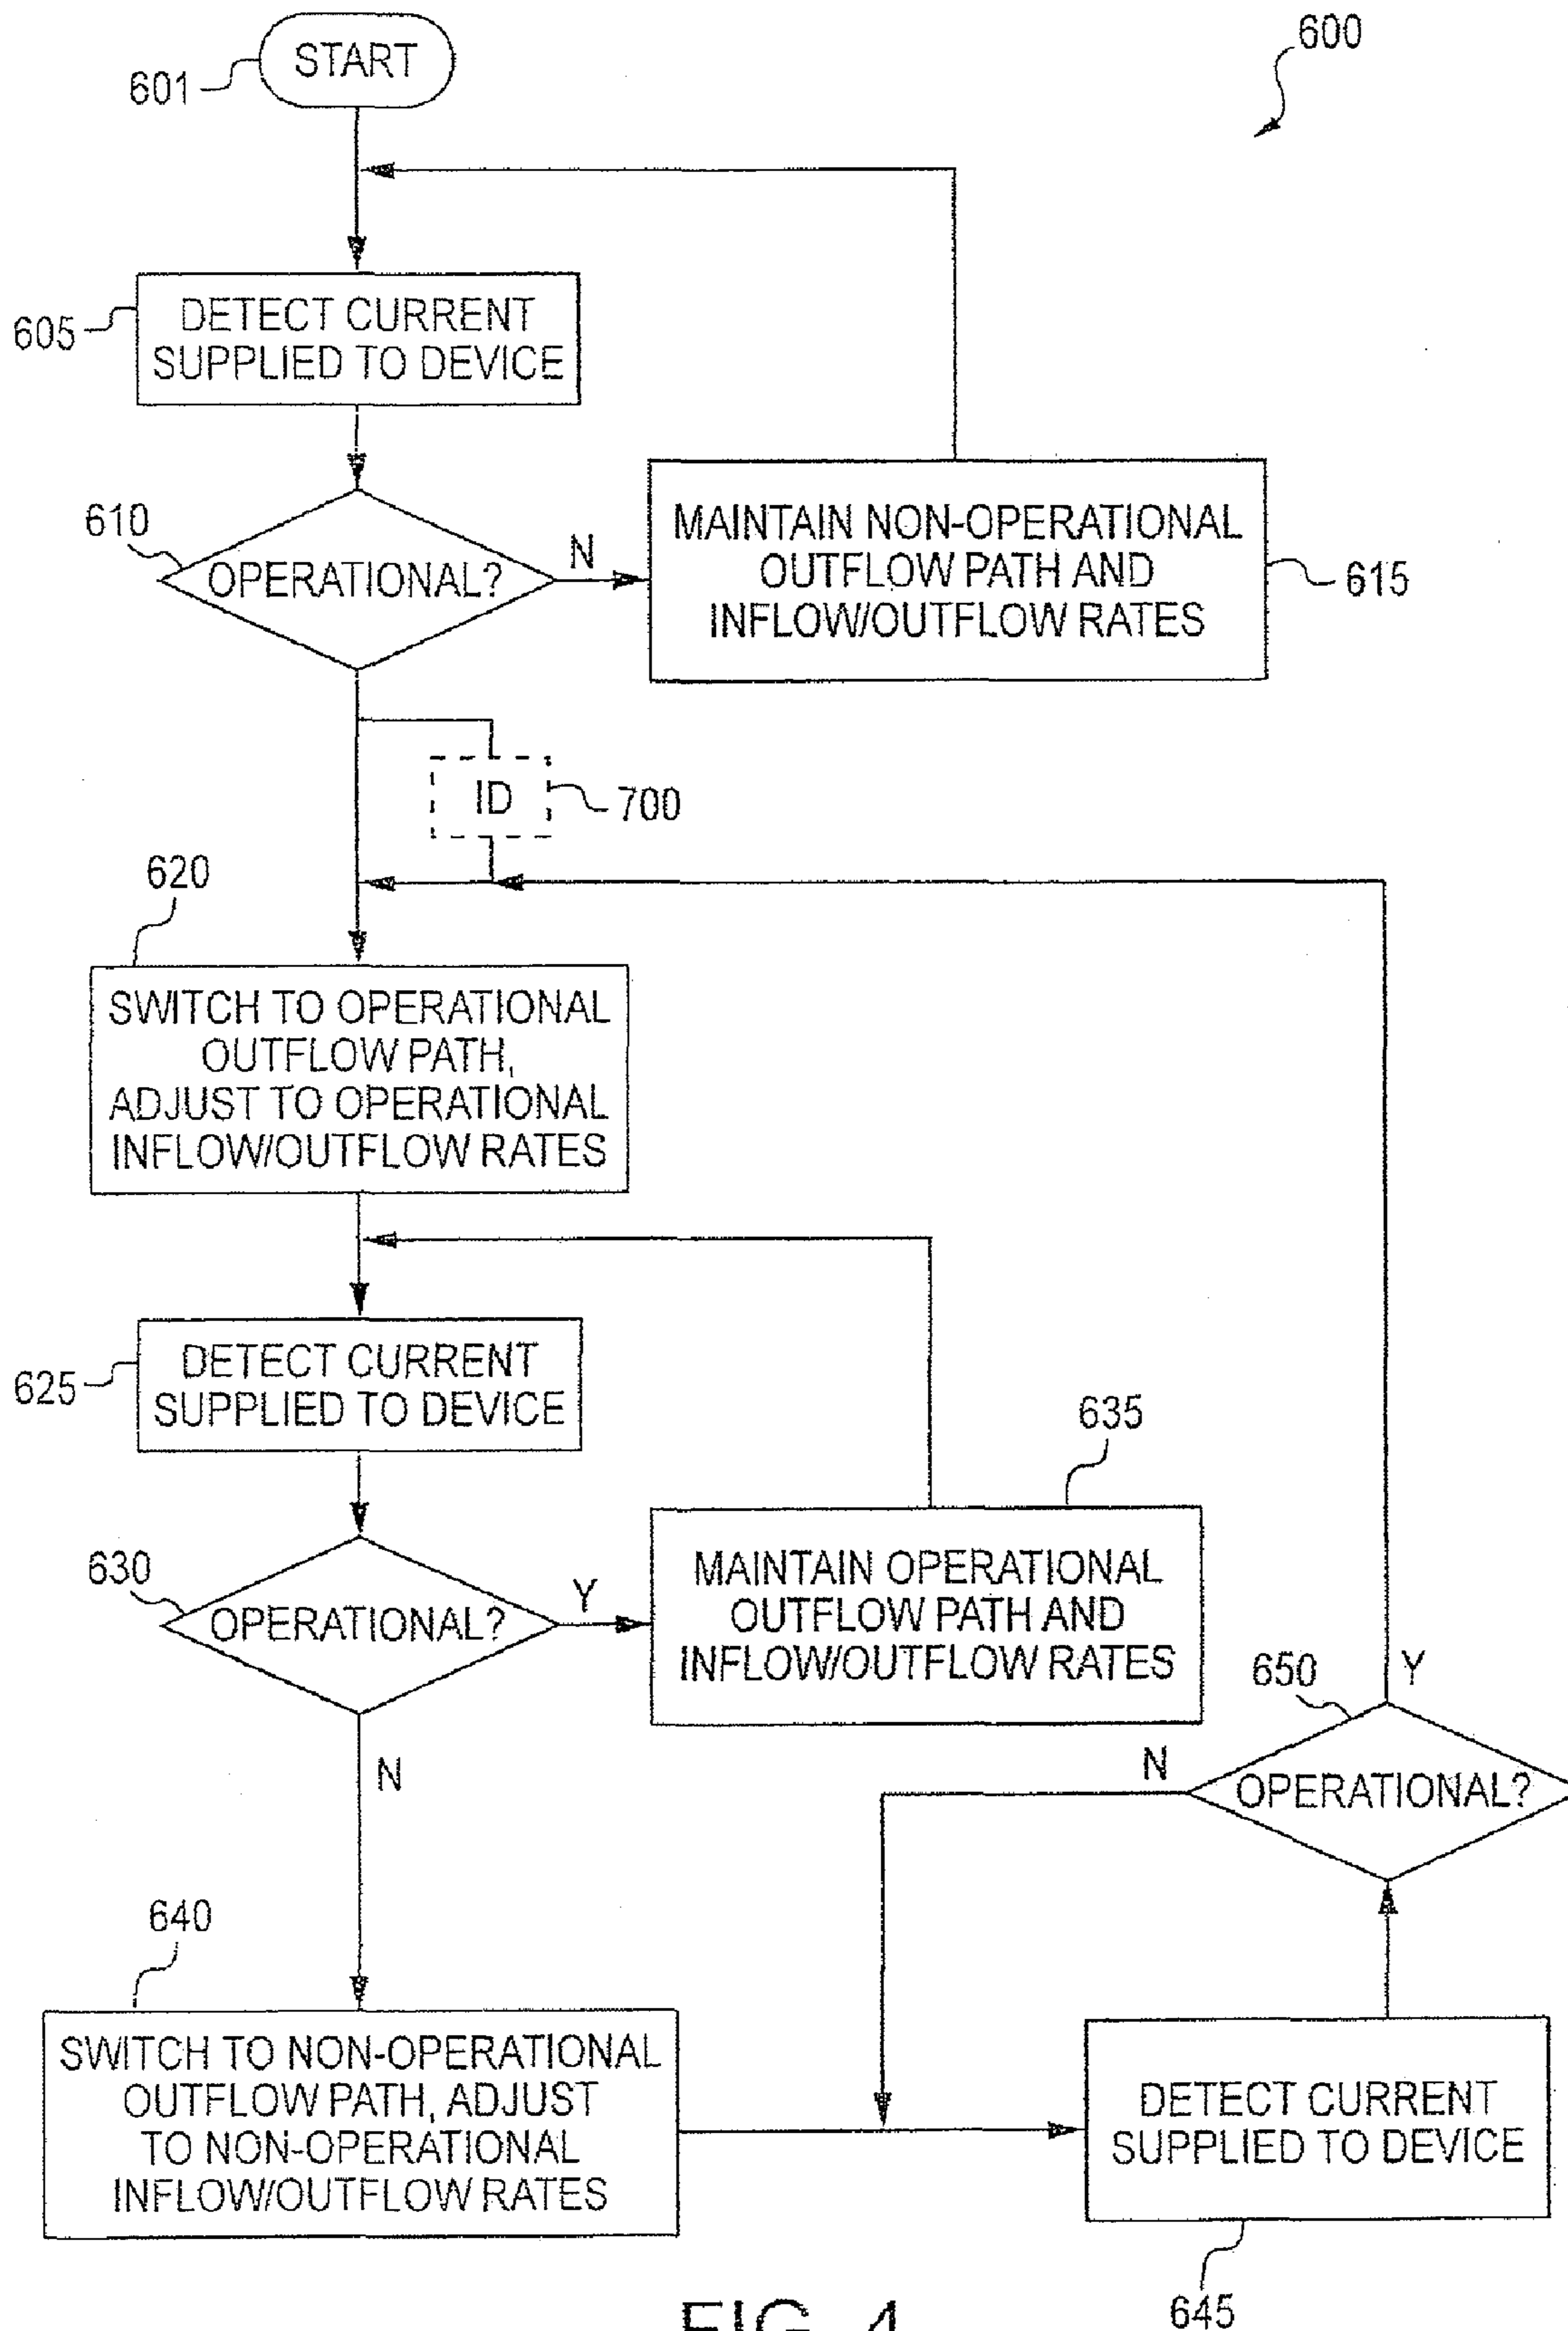 600
START
601
DETECT CURRENT
SUPPLIED TO DEVICE
605
610
OPERATIONAL?
N
MAINTAIN NON-OPERATIONAL
OUTFLOW PATH AND
INFLOW/OUTFLOW RATES
615
ID
700
620
SWITCH TO OPERATIONAL
OUTFLOW PATH,
ADJUST TO OPERATIONAL
INFLOW/OUTFLOW RATES
DETECT CURRENT
SUPPLIED TO DEVICE
625
630
OPERATIONAL?
Y
635
MAINTAIN OPERATIONAL
OUTFLOW PATH AND
INFLOW/OUTFLOW RATES
N
650
Y
N
OPERATIONAL?
640
SWITCH TO NON-OPERATIONAL
OUTFLOW PATH, ADJUST
TO NON-OPERATIONAL
INFLOW/OUTFLOW RATES
DETECT CURRENT
SUPPLIED TO DEVICE
645
FIG. 4